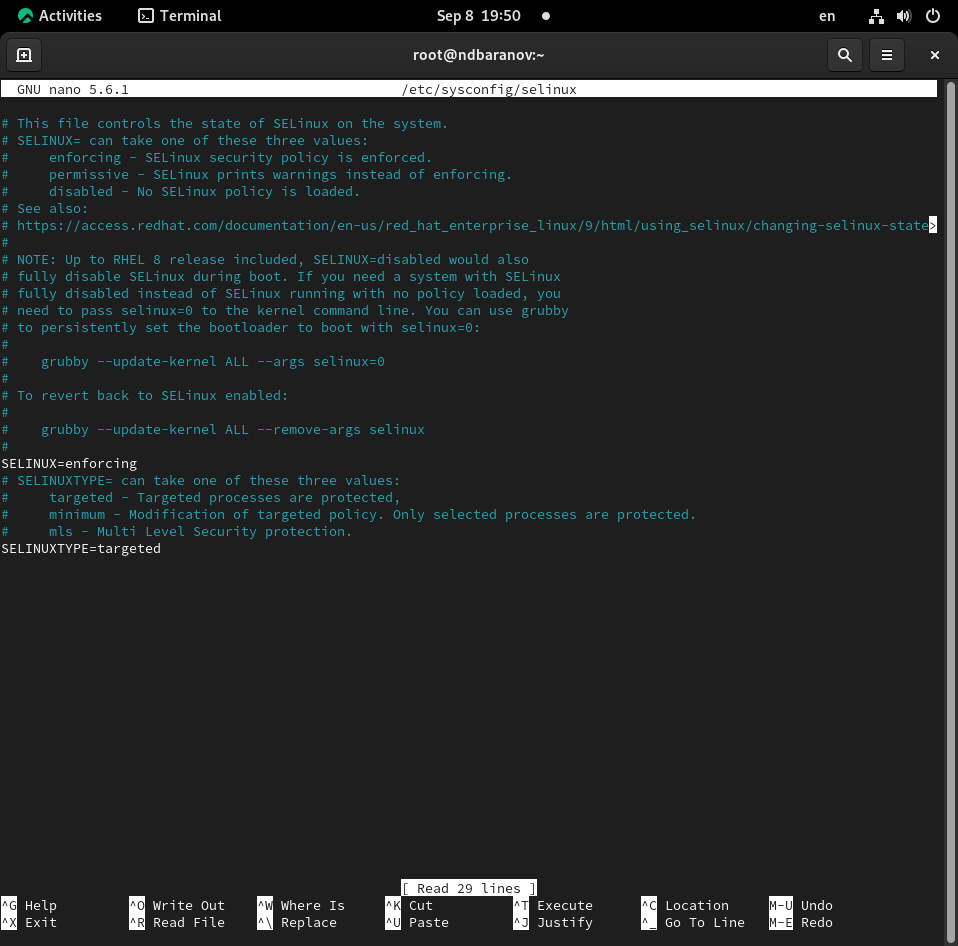 Activities Terminal Sep 8 19:50 en
root@ndbaranov:~
GNU nano 5.6.1 /etc/sysconfig/selinux
# This file controls the state of SELinux on the system.
# SELINUX= can take one of these three values:
#     enforcing - SELinux security policy is enforced.
#     permissive - SELinux prints warnings instead of enforcing.
#     disabled - No SELinux policy is loaded.
# See also:
# https://access.redhat.com/documentation/en-us/red_hat_enterprise_linux/9/html/using_selinux/changing-selinux-state>
#
# NOTE: Up to RHEL 8 release included, SELINUX=disabled would also
# fully disable SELinux during boot. If you need a system with SELinux
# fully disabled instead of SELinux running with no policy loaded, you
# need to pass selinux=0 to the kernel command line. You can use grubby
# to persistently set the bootloader to boot with selinux=0:
#
#    grubby --update-kernel ALL --args selinux=0
#
# To revert back to SELinux enabled:
#
#    grubby --update-kernel ALL --remove-args selinux
#
SELINUX=enforcing
# SELINUXTYPE= can take one of these three values:
#     targeted - Targeted processes are protected,
#     minimum - Modification of targeted policy. Only selected processes are protected.
#     mls - Multi Level Security protection.
SELINUXTYPE=targeted
[ Read 29 lines ]
^G Help ^O Write Out ^W Where Is ^K Cut ^T Execute ^C Location M-U Undo
^X Exit ^R Read File ^\ Replace ^U Paste ^J Justify ^_ Go To Line M-E Redo